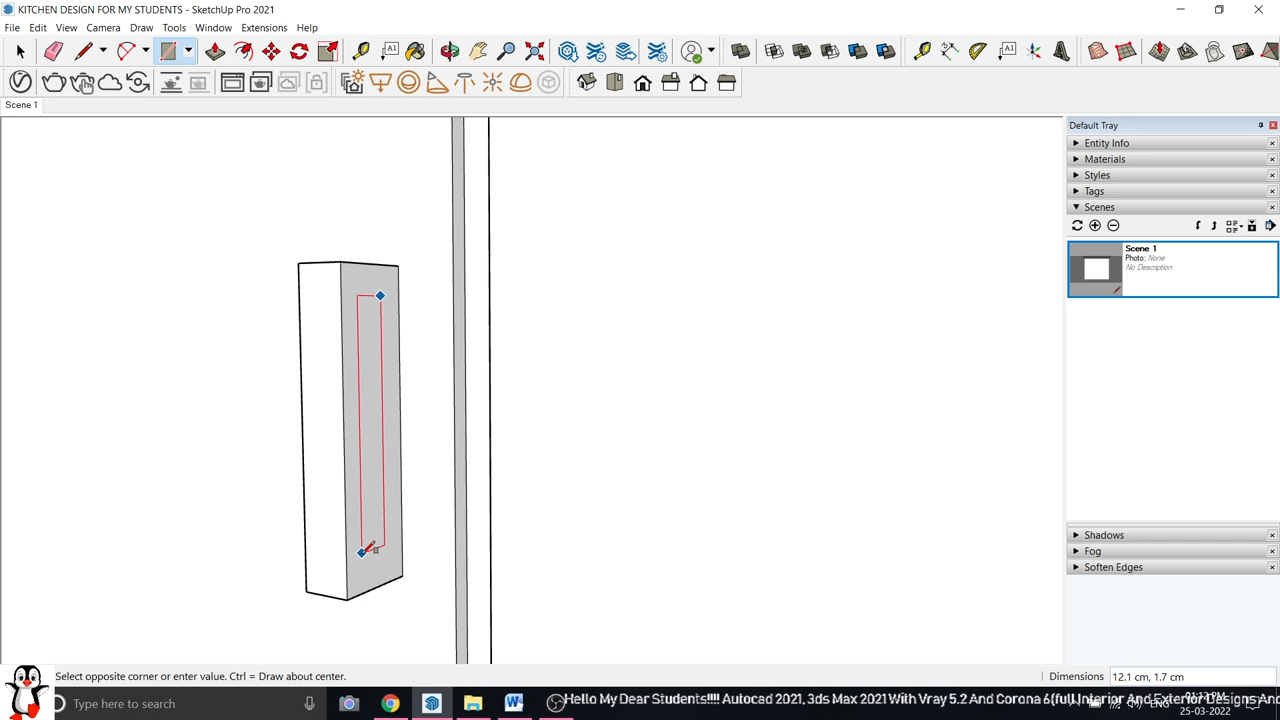 KITCHEN DESIGN FOR MY STUDENTS - SketchUp Pro 2021
File Edit View Camera Draw Tools Window Extensions Help
Scene 1
Default Tray
Entity Info
Materials
Styles
Tags
Scenes
Scene 1
Photo: None
No Description
Shadows
Fog
Soften Edges
Select opposite corner or enter value. Ctrl = Draw about center.
Dimensions 12.1 cm, 1.7 cm
Type here to search
Hello My Dear Students!!!! Autocad 2021,3ds Max 2021With Vray 5.2 And Corona 6(full Interior And Exterior Designs An
ENG
25-03-2022